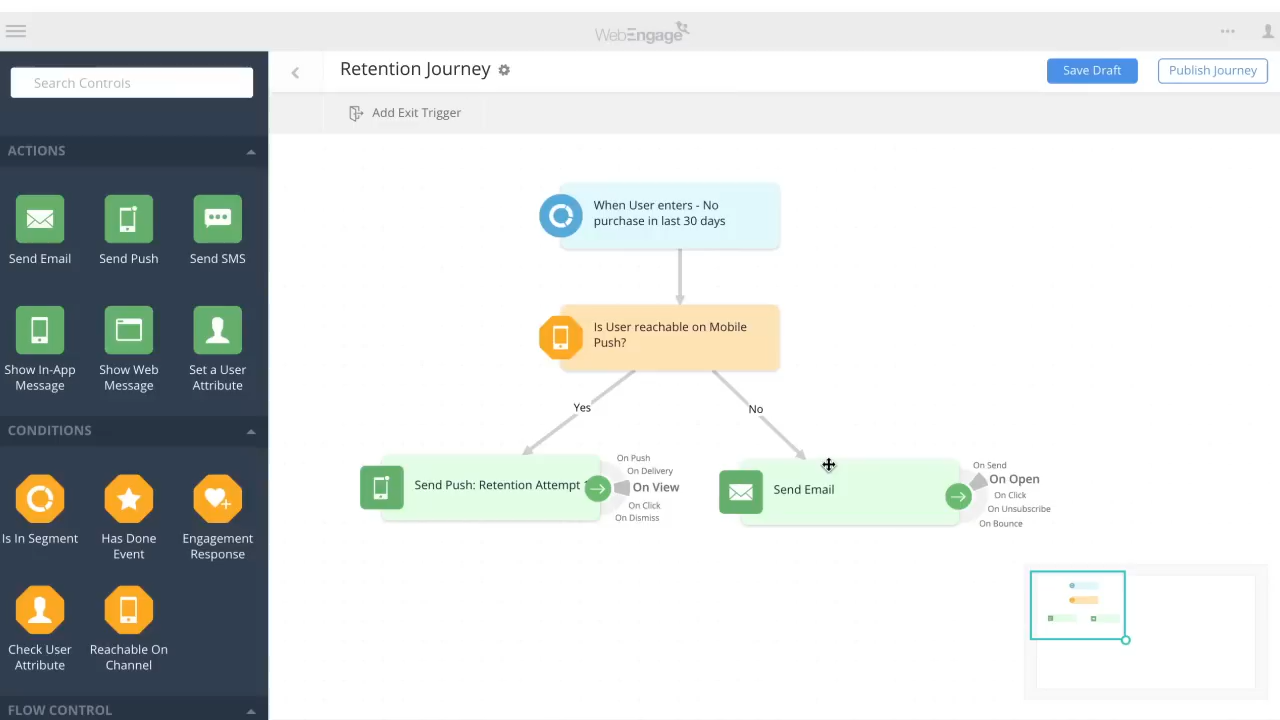 WebEngage
Search Controls
Retention Journey
Save Draft
Publish Journey
Add Exit Trigger
ACTIONS
Send Email
Send Push
Send SMS
Show In-App
Message
Show Web
Message
Set a User
Attribute
CONDITIONS
Is In Segment
Has Done
Event
Engagement
Response
Check User
Attribute
Reachable On
Channel
FLOW CONTROL
When User enters - No
purchase in last 30 days
Is User reachable on Mobile
Push?
Yes
No
Send Push: Retention Attempt
On Push
On Delivery
On View
On Click
On Dismiss
Send Email
On Send
On Open
On Click
On Unsubscribe
On Bounce